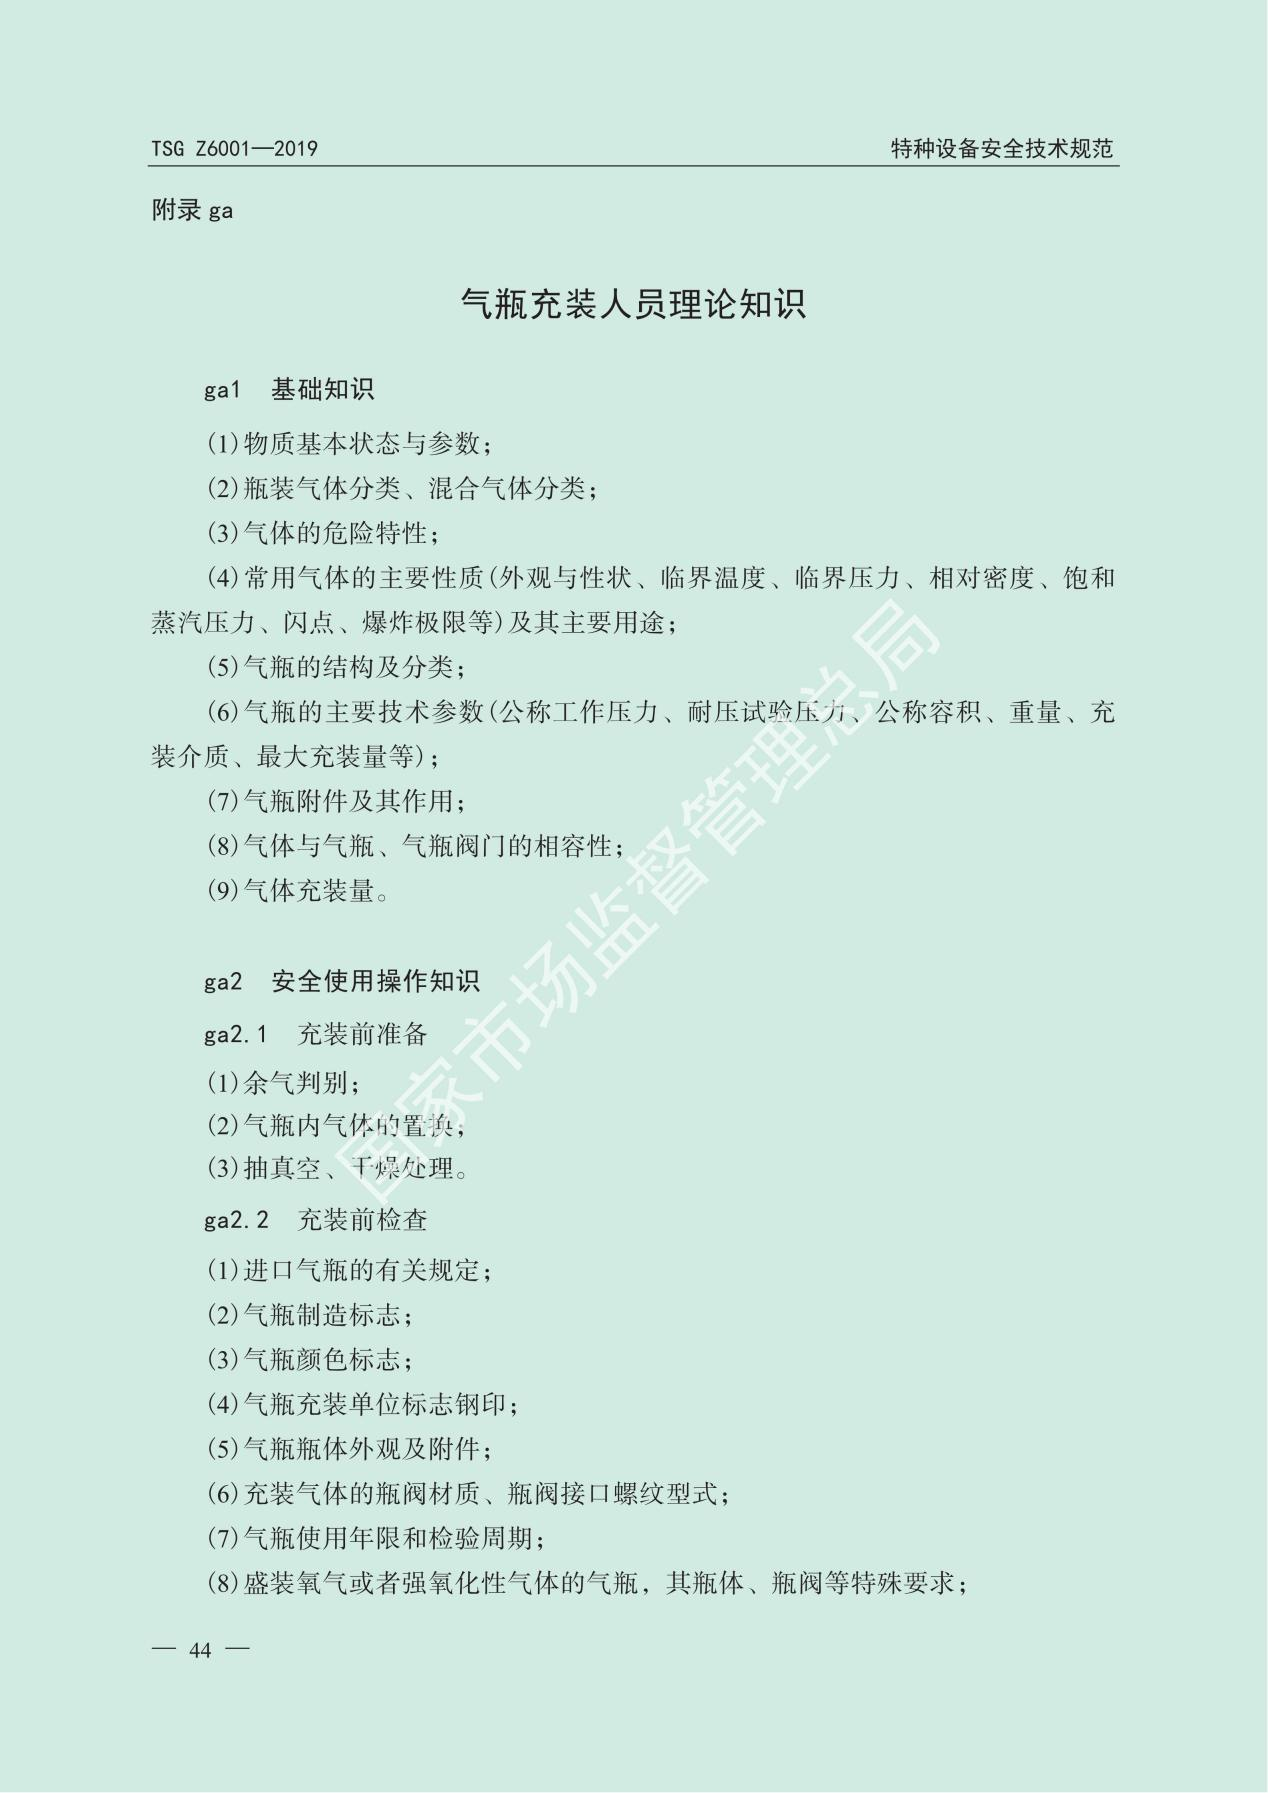 TSG Z6001—2019 特种设备安全技术规范
附录 ga
气瓶充装人员理论知识
ga1 基础知识
(1)物质基本状态与参数;
(2)瓶装气体分类、混合气体分类;
(3)气体的危险特性;
(4)常用气体的主要性质(外观与性状、临界温度、临界压力、相对密度、饱和
蒸汽压力、闪点、爆炸极限等)及其主要用途;
(5)气瓶的结构及分类;
(6)气瓶的主要技术参数(公称工作压力、耐压试验压力、公称容积、重量、充
装介质、最大充装量等);
(7)气瓶附件及其作用;
(8)气体与气瓶、气瓶阀门的相容性;
(9)气体充装量。
ga2 安全使用操作知识
ga2.1 充装前准备
(1)余气判别;
(2)气瓶内气体的置换;
(3)抽真空、干燥处理。
ga2.2 充装前检查
(1)进口气瓶的有关规定;
(2)气瓶制造标志;
(3)气瓶颜色标志;
(4)气瓶充装单位标志钢印;
(5)气瓶瓶体外观及附件;
(6)充装气体的瓶阀材质、瓶阀接口螺纹型式;
(7)气瓶使用年限和检验周期;
(8)盛装氧气或者强氧化性气体的气瓶，其瓶体、瓶阀等特殊要求;
— 44 —
国家市场监督管理总局